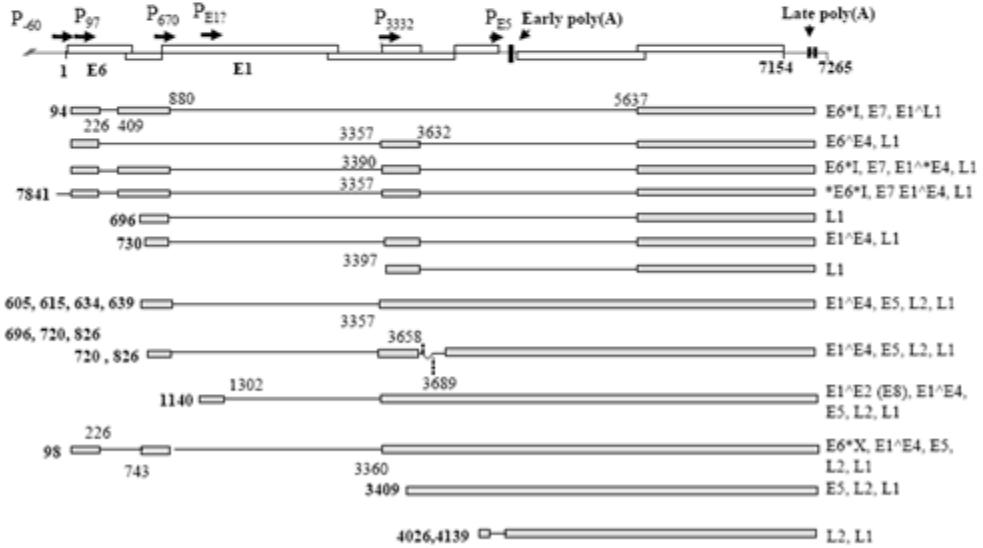 P-60 P97 P670 PE1? P3332 PE5 Early poly(A) Late poly(A)
1 E6 E1 7154 7265
94 880 5637 E6*I, E7, E1^L1
226 409
3357 3632 E6^E4, L1
3390 E6*I, E7, E1^*E4, L1
7841 3357 *E6*I, E7 E1^E4, L1
696 L1
730 E1^E4, L1
3397 L1
605, 615, 634, 639 E1^E4, E5, L2, L1
3357
696, 720, 826 3658
720 , 826 E1^E4, E5, L2, L1
3689
1302 E1^E2 (E8), E1^E4,
1140 E5, L2, L1
226
98 E6*X, E1^E4, E5,
743 3360 L2, L1
3409 E5, L2, L1
4026,4139 L2, L1